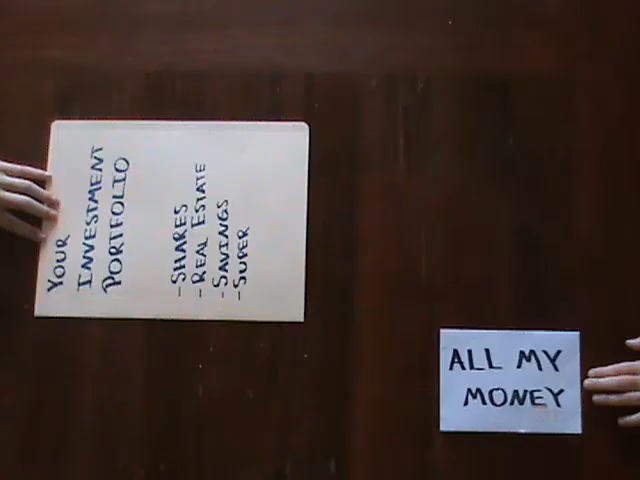 YOUR
INVESTMENT
PORTFOLIO
- SHARES
- REAL ESTATE
- SAVINGS
- SUPER
ALL MY
MONEY